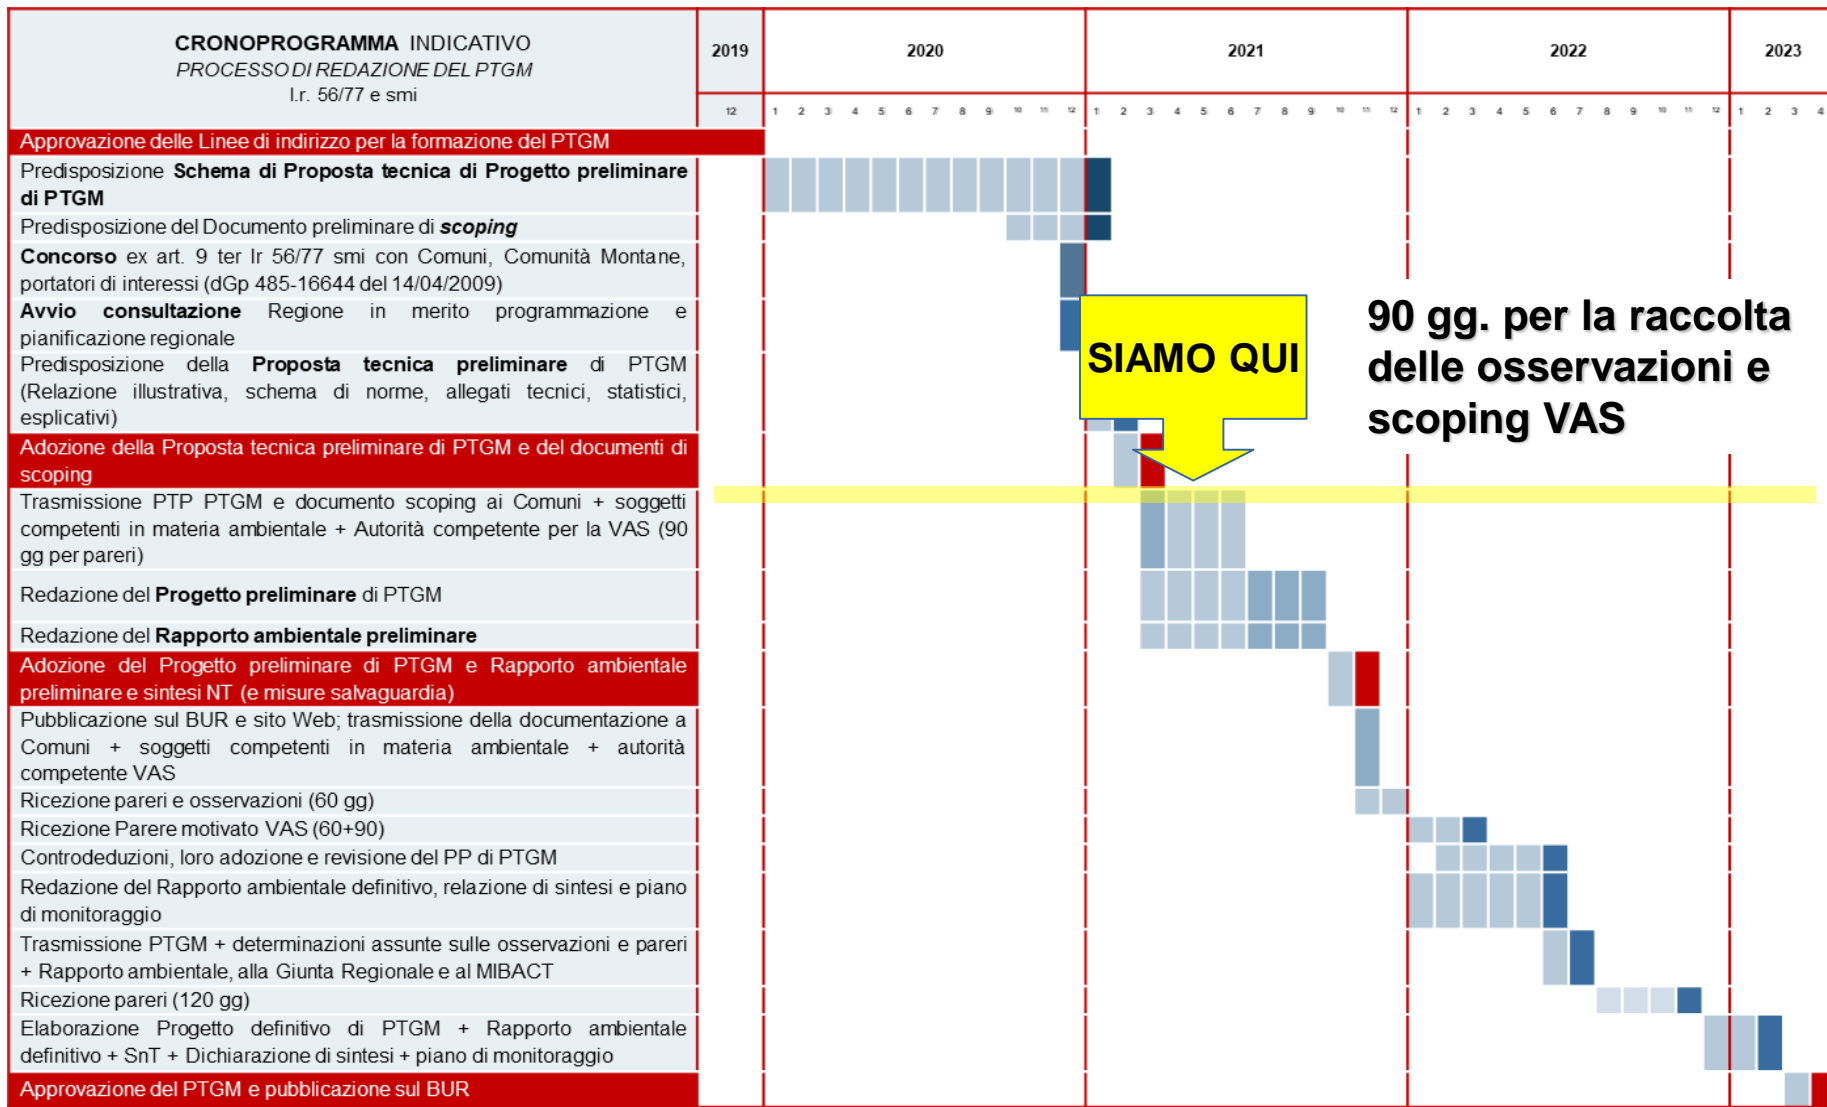 CRONOPROGRAMMA INDICATIVO
PROCESSO DI REDAZIONE DEL PTGM
l.r. 56/77 e smi
2019 2020 2021 2022 2023
12 1 2 3 4 5 6 7 8 9 10 11 12 1 2 3 4 5 6 7 8 9 10 11 12 1 2 3 4 5 6 7 8 9 10 11 12 1 2 3 4
Approvazione delle Linee di indirizzo per la formazione del PTGM
Predisposizione Schema di Proposta tecnica di Progetto preliminare
di PTGM
Predisposizione del Documento preliminare di scoping
Concorso ex art. 9 ter lr 56/77 smi con Comuni, Comunità Montane,
portatori di interessi (dGp 485-16644 del 14/04/2009)
Avvio consultazione Regione in merito programmazione e
pianificazione regionale
Predisposizione della Proposta tecnica preliminare di PTGM
(Relazione illustrativa, schema di norme, allegati tecnici, statistici,
esplicativi)
SIAMO QUI
90 gg. per la raccolta
delle osservazioni e
scoping VAS
Adozione della Proposta tecnica preliminare di PTGM e del documenti di
scoping
Trasmissione PTP PTGM e documento scoping ai Comuni + soggetti
competenti in materia ambientale + Autorità competente per la VAS (90
gg per pareri)
Redazione del Progetto preliminare di PTGM
Redazione del Rapporto ambientale preliminare
Adozione del Progetto preliminare di PTGM e Rapporto ambientale
preliminare e sintesi NT (e misure salvaguardia)
Pubblicazione sul BUR e sito Web; trasmissione della documentazione a
Comuni + soggetti competenti in materia ambientale + autorità
competente VAS
Ricezione pareri e osservazioni (60 gg)
Ricezione Parere motivato VAS (60+90)
Controdeduzioni, loro adozione e revisione del PP di PTGM
Redazione del Rapporto ambientale definitivo, relazione di sintesi e piano
di monitoraggio
Trasmissione PTGM + determinazioni assunte sulle osservazioni e pareri
+ Rapporto ambientale, alla Giunta Regionale e al MIBACT
Ricezione pareri (120 gg)
Elaborazione Progetto definitivo di PTGM + Rapporto ambientale
definitivo + SnT + Dichiarazione di sintesi + piano di monitoraggio
Approvazione del PTGM e pubblicazione sul BUR